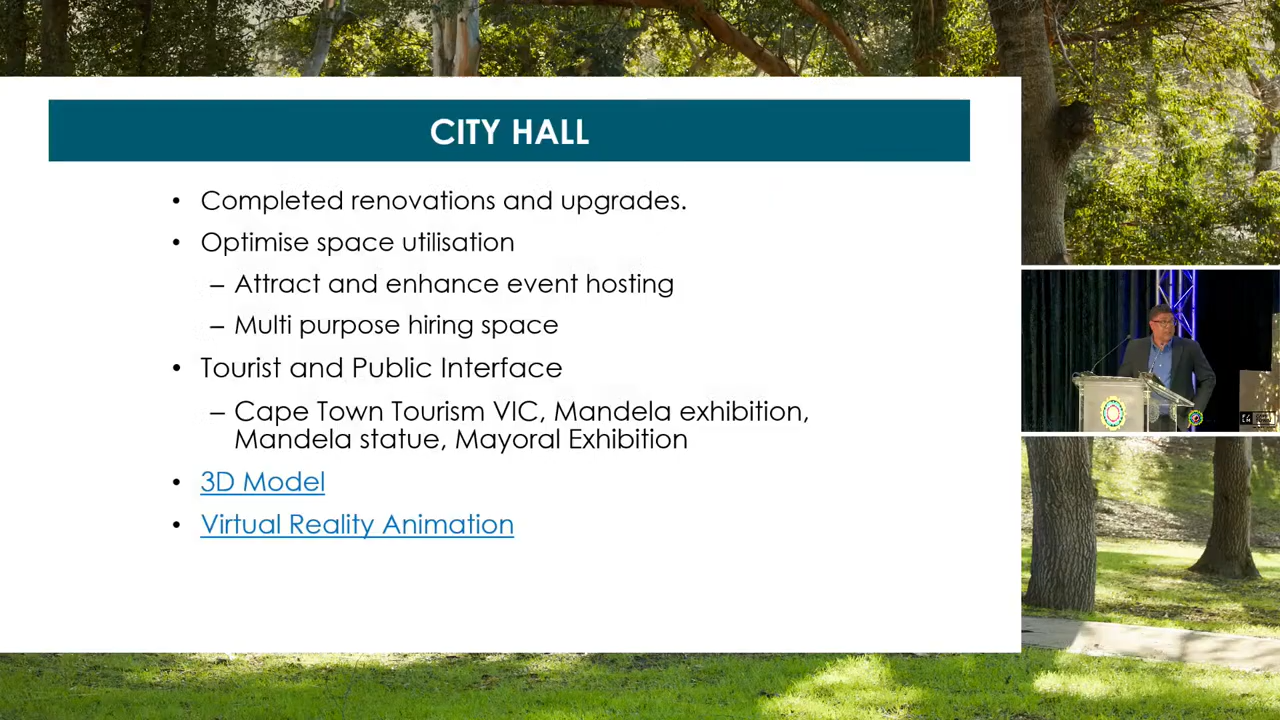 CITY HALL
• Completed renovations and upgrades.
• Optimise space utilisation
– Attract and enhance event hosting
– Multi purpose hiring space
• Tourist and Public Interface
– Cape Town Tourism VIC, Mandela exhibition,
Mandela statue, Mayoral Exhibition
• 3D Model
• Virtual Reality Animation